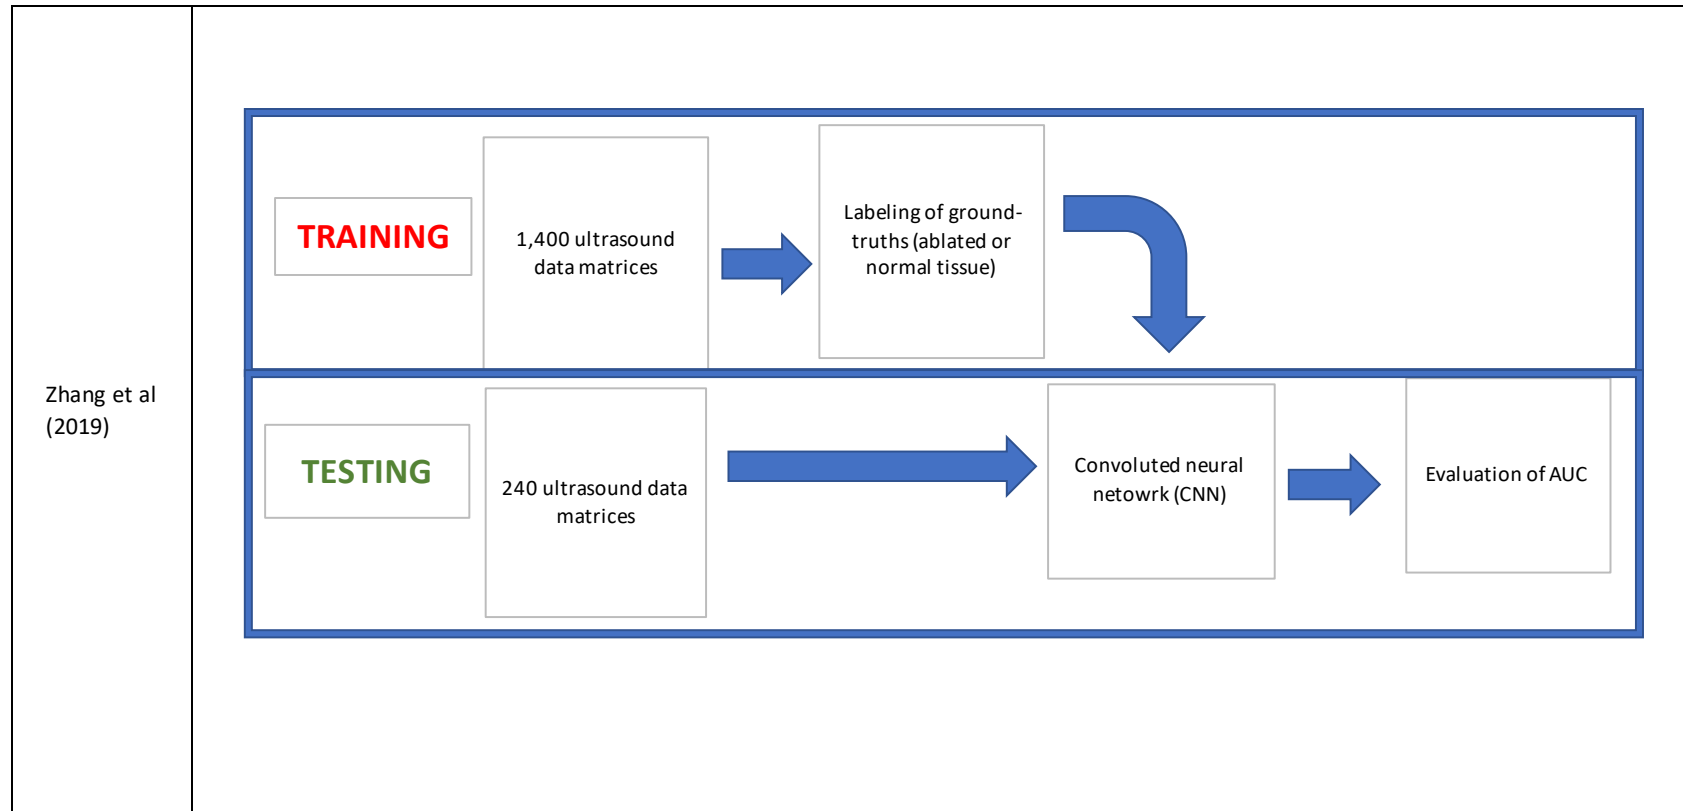 Zhang et al
(2019)
TRAINING
1,400 ultrasound
data matrices
Labeling of ground-
truths (ablated or
normal tissue)
TESTING
240 ultrasound data
matrices
Convoluted neural
netowrk (CNN)
Evaluation of AUC